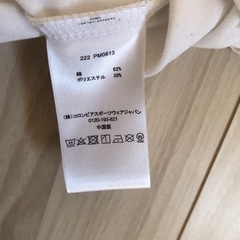 222 PM0813
綿 62%
ポリエステル 38%
(株)コロンビアスポーツウェアジャパン
0120-193-821
中国製